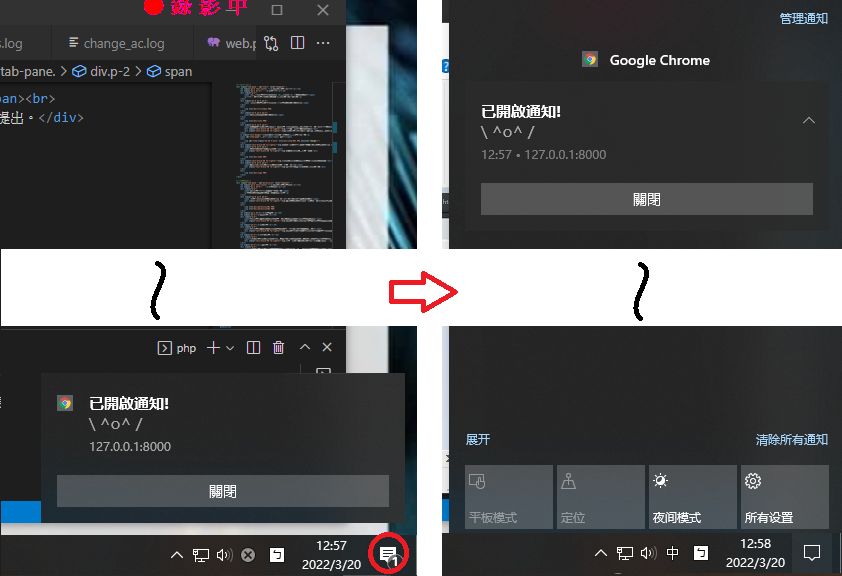 錄影中
s.log
change_ac.log
web.p
tab-pane. > div.p-2 > span
pan><br>
提出。</div>
php
已開啟通知!
\ ^o^ /
127.0.0.1:8000
關閉
12:57
2022/3/20
1
管理通知
Google Chrome
已開啟通知!
\ ^o^ /
12:57 • 127.0.0.1:8000
關閉
展开
清除所有通知
平板模式
定位
夜间模式
所有设置
中
ㄅ
12:58
2022/3/20